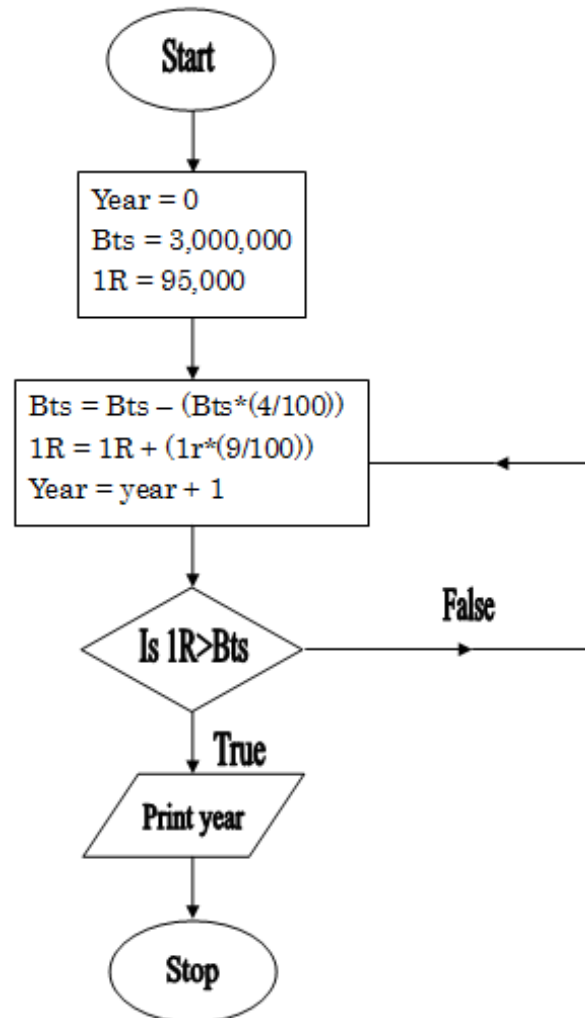 Start
Year = 0
Bts = 3,000,000
1R = 95,000
Bts = Bts – (Bts*(4/100))
1R = 1R + (1r*(9/100))
Year = year + 1
Is 1R>Bts
False
True
Print year
Stop